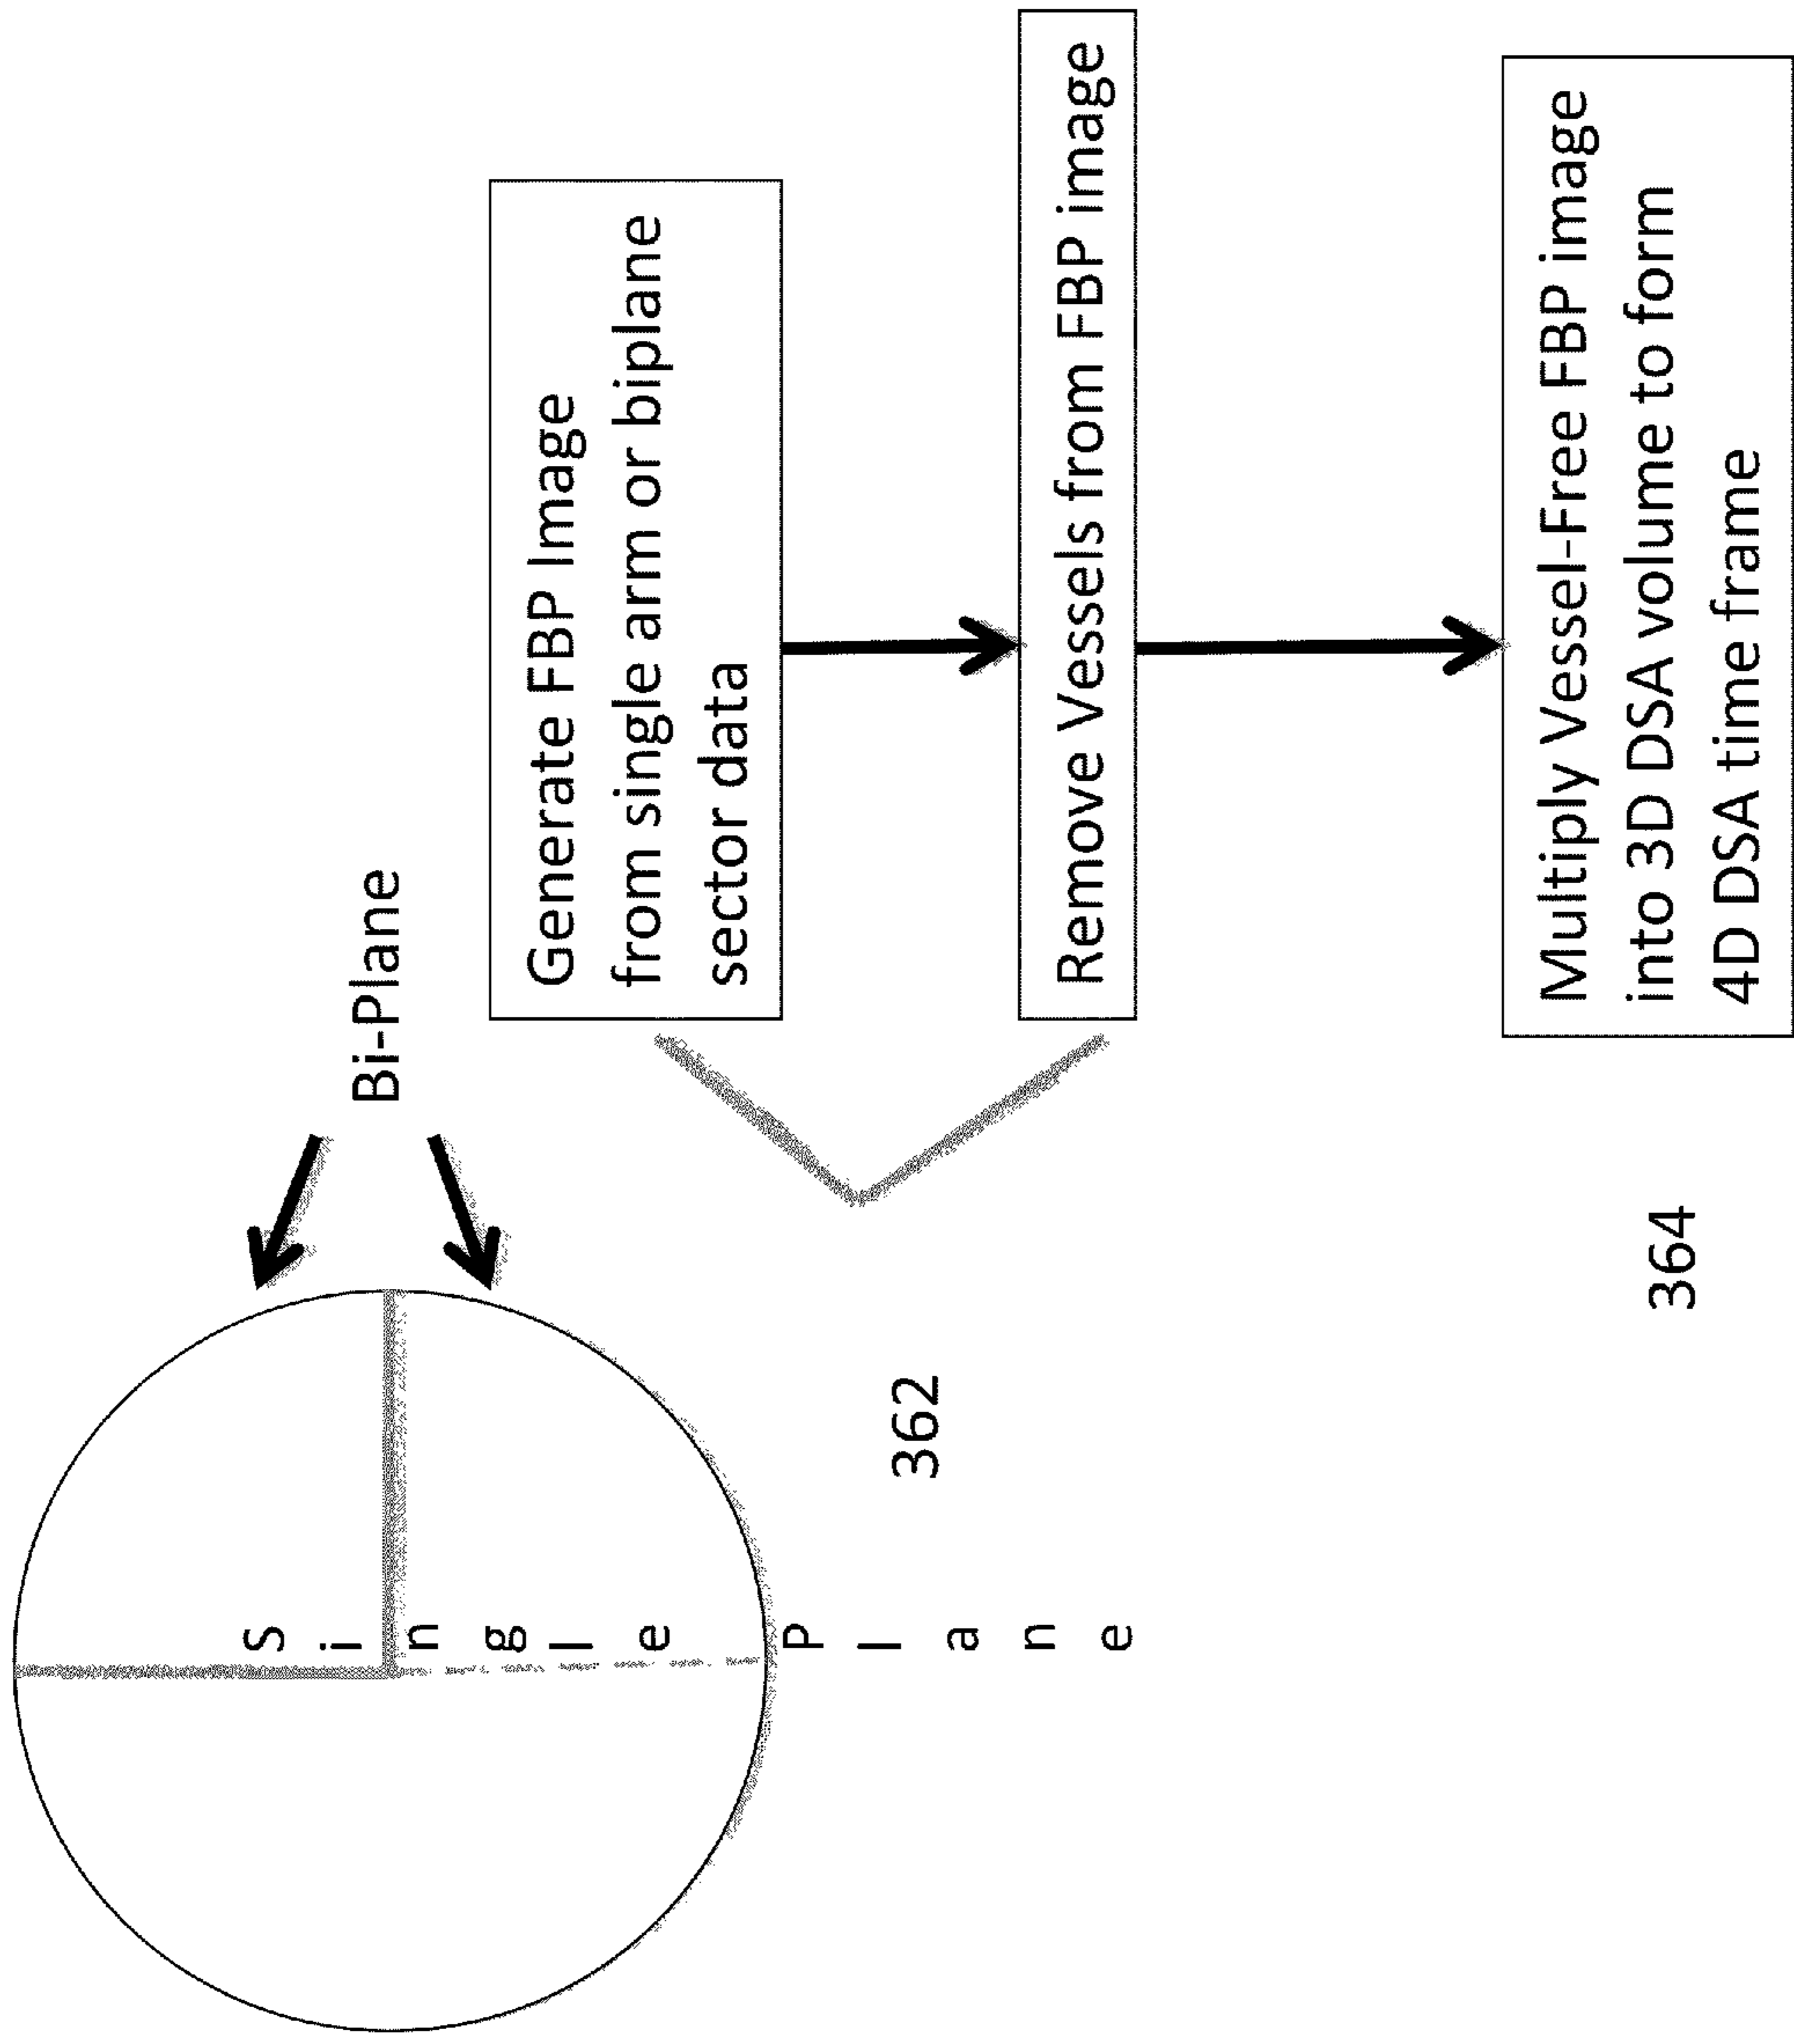 Single Plane
Bi-Plane
Generate FBP Image
from single arm or biplane
sector data
362
Remove Vessels from FBP image
364
Multiply Vessel-Free FBP image
into 3D DSA volume to form
4D DSA time frame